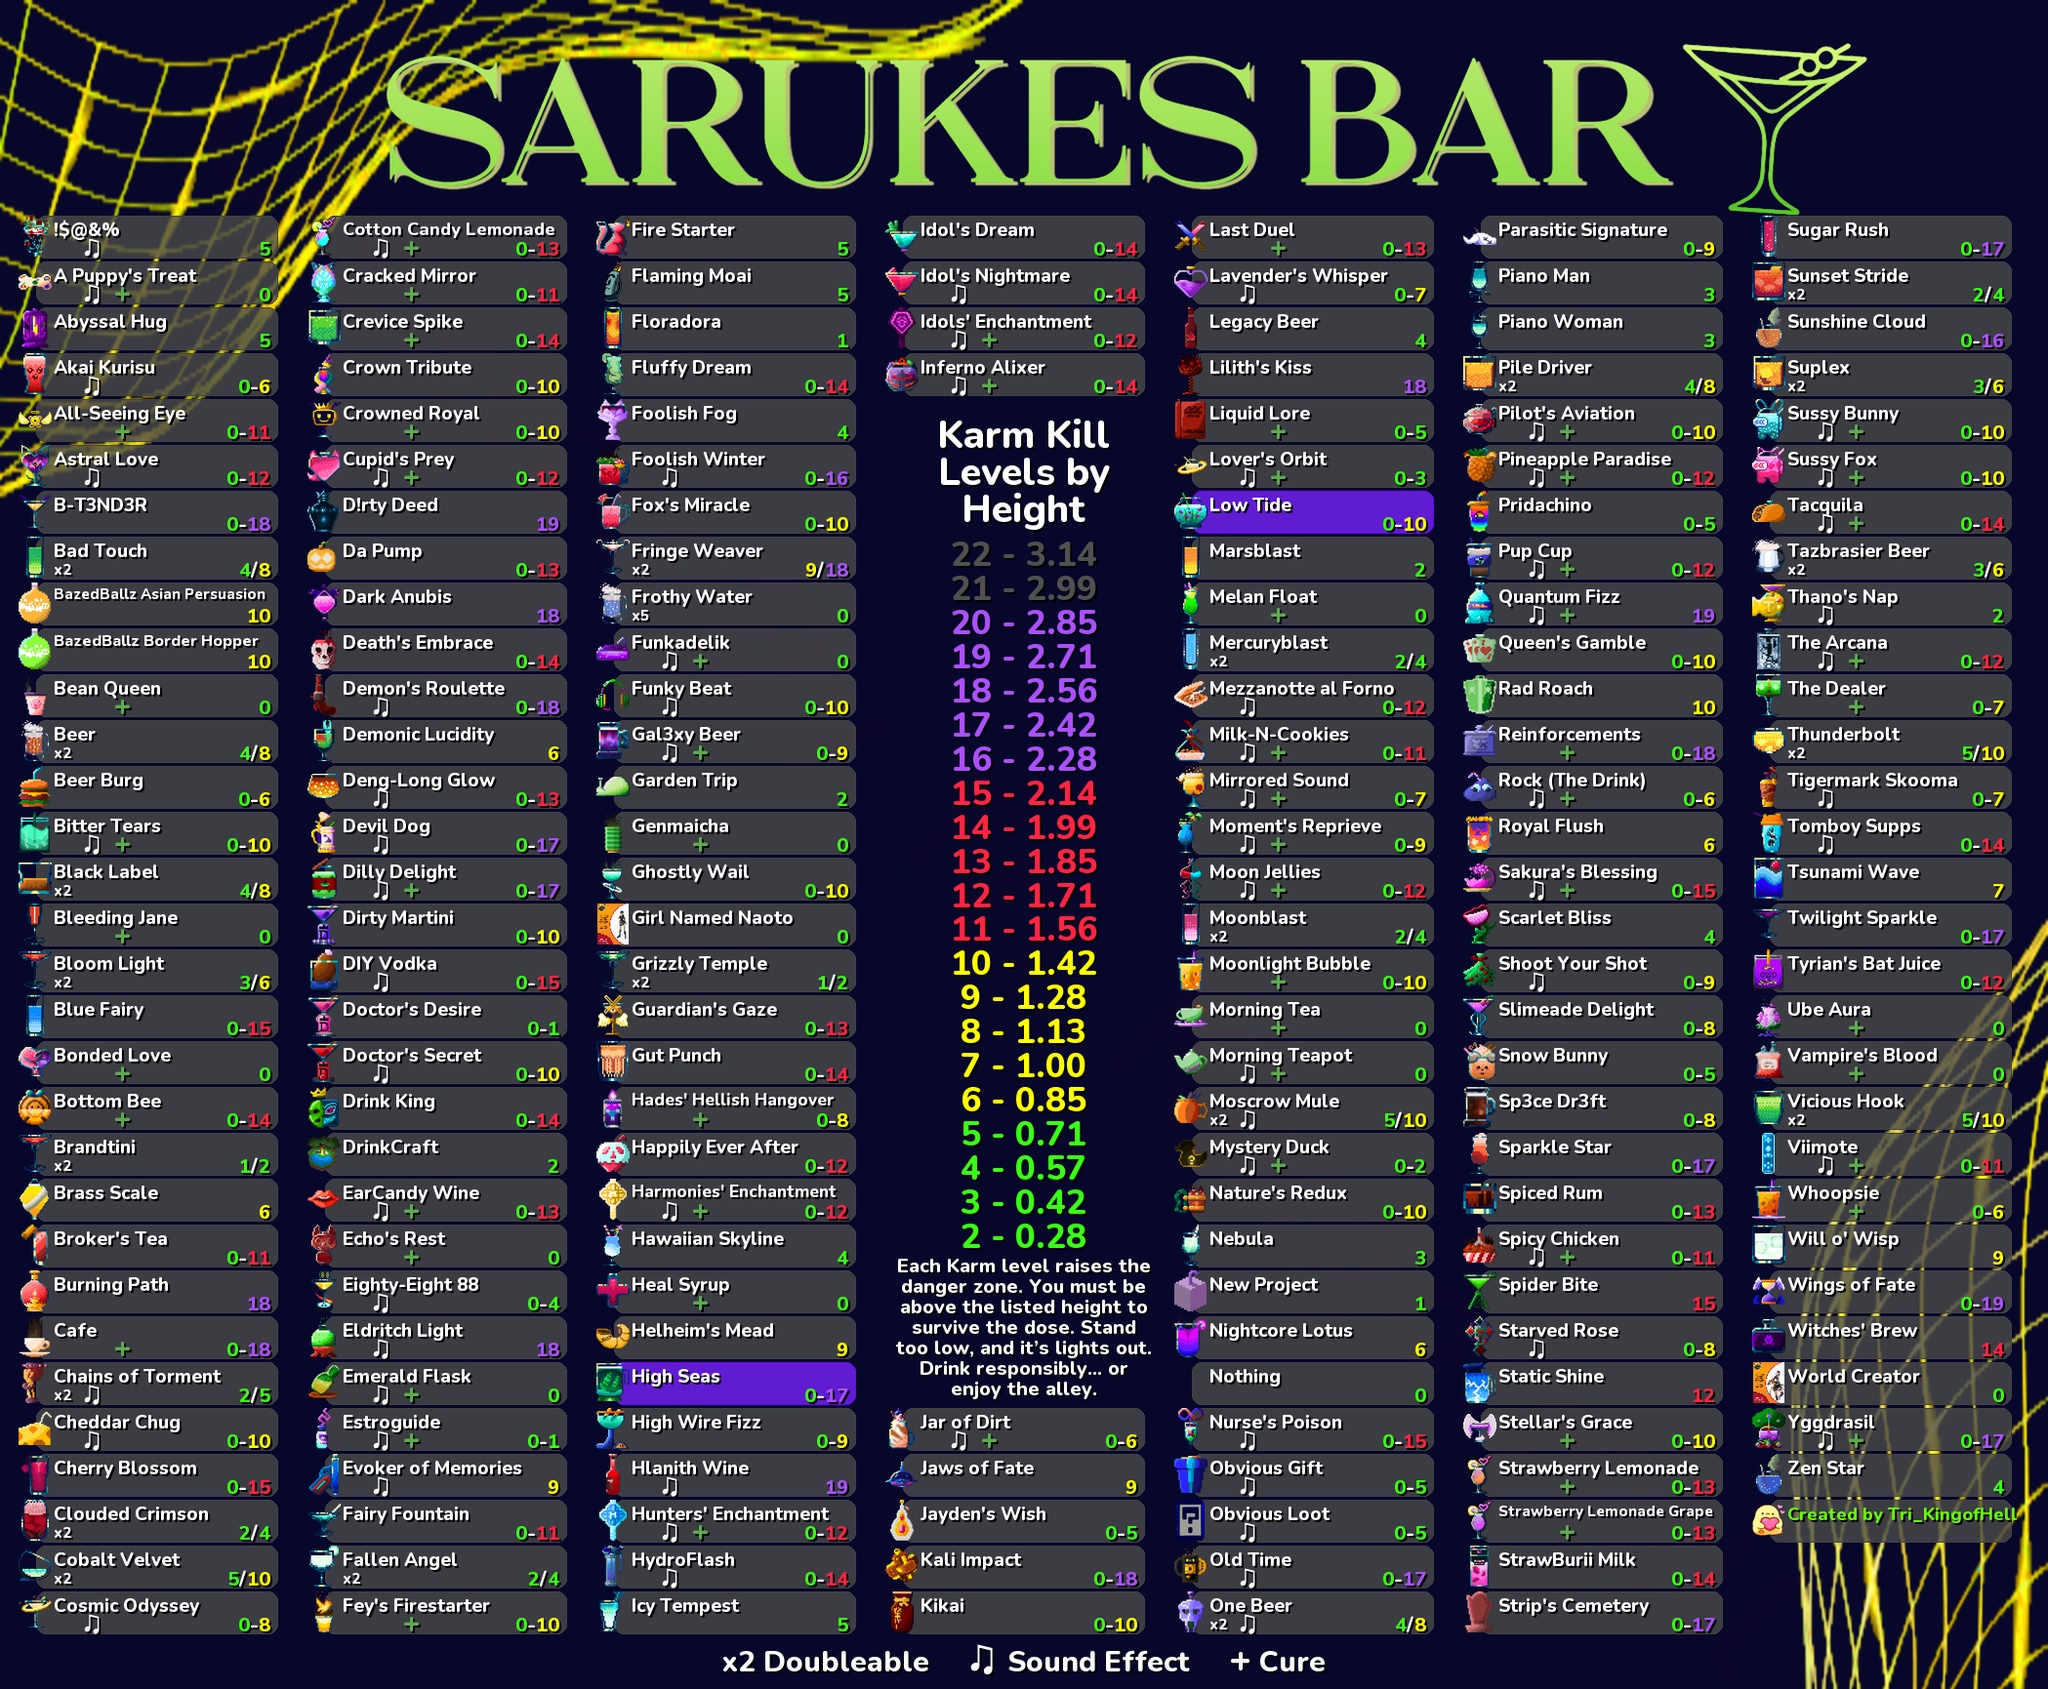 SARUKES BAR
!$@&%
♫
5
A Puppy's Treat
♫ +
0
Abyssal Hug
5
Akai Kurisu
♫
0-6
All-Seeing Eye
+
0-11
Astral Love
♫
0-12
B-T3ND3R
0-18
Bad Touch
x2
4/8
BazedBallz Asian Persuasion
10
BazedBallz Border Hopper
10
Bean Queen
+
0
Beer
x2
4/8
Beer Burg
0-6
Bitter Tears
♫ +
0-10
Black Label
x2
4/8
Bleeding Jane
+
0
Bloom Light
x2
3/6
Blue Fairy
0-15
Bonded Love
+
0
Bottom Bee
+
0-14
Brandtini
x2
1/2
Brass Scale
6
Broker's Tea
0-11
Burning Path
18
Cafe
+
0-18
Chains of Torment
x2 ♫
2/5
Cheddar Chug
♫
0-10
Cherry Blossom
0-15
Clouded Crimson
x2
2/4
Cobalt Velvet
x2
5/10
Cosmic Odyssey
♫
0-8
Cotton Candy Lemonade
♫ +
0-13
Cracked Mirror
+
0-11
Crevice Spike
+
0-14
Crown Tribute
0-10
Crowned Royal
+
0-10
Cupid's Prey
♫ +
0-12
D!rty Deed
19
Da Pump
0-13
Dark Anubis
18
Death's Embrace
0-14
Demon's Roulette
♫
0-18
Demonic Lucidity
6
Deng-Long Glow
♫
0-13
Devil Dog
♫
0-17
Dilly Delight
♫ +
0-17
Dirty Martini
0-10
DIY Vodka
♫
0-15
Doctor's Desire
0-1
Doctor's Secret
♫
0-10
Drink King
0-14
DrinkCraft
2
EarCandy Wine
♫ +
0-13
Echo's Rest
+
0
Eighty-Eight 88
♫
0-4
Eldritch Light
♫
18
Emerald Flask
♫ +
0
Estroguide
♫ +
0-1
Evoker of Memories
♫
9
Fairy Fountain
0-11
Fallen Angel
x2
2/4
Fey's Firestarter
+
0-10
Fire Starter
5
Flaming Moai
5
Floradora
1
Fluffy Dream
0-14
Foolish Fog
4
Foolish Winter
♫
0-16
Fox's Miracle
0-10
Fringe Weaver
x2
9/18
Frothy Water
x5
0
Funkadelik
♫ +
0
Funky Beat
♫
0-10
Gal3xy Beer
♫ +
0-9
Garden Trip
2
Genmaicha
+
0
Ghostly Wail
0-10
Girl Named Naoto
0
Grizzly Temple
x2
1/2
Guardian's Gaze
0-13
Gut Punch
0-14
Hades' Hellish Hangover
+
0-8
Happily Ever After
0-12
Harmonies' Enchantment
♫ +
0-12
Hawaiian Skyline
4
Heal Syrup
+
0
Helheim's Mead
9
High Seas
0-17
High Wire Fizz
0-9
Hlanith Wine
19
Hunters' Enchantment
♫ +
0-12
HydroFlash
♫
0-14
Icy Tempest
5
Idol's Dream
0-14
Idol's Nightmare
♫
0-14
Idols' Enchantment
♫ +
0-12
Inferno Alixer
♫ +
0-14
Karm Kill
Levels by
Height
22 - 3.14
21 - 2.99
20 - 2.85
19 - 2.71
18 - 2.56
17 - 2.42
16 - 2.28
15 - 2.14
14 - 1.99
13 - 1.85
12 - 1.71
11 - 1.56
10 - 1.42
9 - 1.28
8 - 1.13
7 - 1.00
6 - 0.85
5 - 0.71
4 - 0.57
3 - 0.42
2 - 0.28
Each Karm level raises the
danger zone. You must be
above the listed height to
survive the dose. Stand
too low, and it's lights out.
Drink responsibly... or
enjoy the alley.
Jar of Dirt
♫ +
0-6
Jaws of Fate
9
Jayden's Wish
0-5
Kali Impact
0-18
Kikai
0-10
Last Duel
+
0-13
Lavender's Whisper
♫
0-7
Legacy Beer
4
Lilith's Kiss
18
Liquid Lore
+
0-5
Lover's Orbit
♫ +
0-3
Low Tide
0-10
Marsblast
2
Melan Float
+
0
Mercuryblast
x2
2/4
Mezzanotte al Forno
♫
0-12
Milk-N-Cookies
♫ +
0-11
Mirrored Sound
♫ +
0-7
Moment's Reprieve
♫ +
0-9
Moon Jellies
♫ +
0-12
Moonblast
x2
2/4
Moonlight Bubble
+
0-10
Morning Tea
+
0
Morning Teapot
♫ +
0
Moscrow Mule
x2 ♫
5/10
Mystery Duck
♫ +
0-2
Nature's Redux
0-10
Nebula
3
New Project
1
Nightcore Lotus
6
Nothing
0
Nurse's Poison
♫
0-15
Obvious Gift
♫
0-5
Obvious Loot
♫
0-5
Old Time
♫
0-17
One Beer
x2 ♫
4/8
Parasitic Signature
0-9
Piano Man
3
Piano Woman
3
Pile Driver
x2
4/8
Pilot's Aviation
♫ +
0-10
Pineapple Paradise
♫ +
0-12
Pridachino
0-5
Pup Cup
♫ +
0-12
Quantum Fizz
♫ +
19
Queen's Gamble
0-10
Rad Roach
10
Reinforcements
+
0-18
Rock (The Drink)
♫ +
0-6
Royal Flush
6
Sakura's Blessing
♫ +
0-15
Scarlet Bliss
4
Shoot Your Shot
♫
0-9
Slimeade Delight
0-8
Snow Bunny
0-5
Sp3ce Dr3ft
0-8
Sparkle Star
0-17
Spiced Rum
0-13
Spicy Chicken
♫ +
0-11
Spider Bite
15
Starved Rose
♫
0-8
Static Shine
12
Stellar's Grace
+
0-10
Strawberry Lemonade
+
0-13
Strawberry Lemonade Grape
+
0-13
StrawBurii Milk
0-14
Strip's Cemetery
0-17
Sugar Rush
0-17
Sunset Stride
x2
2/4
Sunshine Cloud
0-16
Suplex
x2
3/6
Sussy Bunny
♫ +
0-10
Sussy Fox
♫ +
0-10
Tacquila
♫ +
0-14
Tazbrasier Beer
x2
3/6
Thano's Nap
♫
2
The Arcana
♫ +
0-12
The Dealer
+
0-7
Thunderbolt
x2
5/10
Tigermark Skooma
♫
0-7
Tomboy Supps
♫
0-14
Tsunami Wave
7
Twilight Sparkle
0-17
Tyrian's Bat Juice
0-12
Ube Aura
+
0
Vampire's Blood
+
0
Vicious Hook
x2
5/10
Viimote
♫ +
0-11
Whoopsie
+
0-6
Will o' Wisp
9
Wings of Fate
0-19
Witches' Brew
14
World Creator
0
Yggdrasil
♫ +
0-17
Zen Star
4
Created by Tri_KingofHell
x2 Doubleable ♫ Sound Effect + Cure